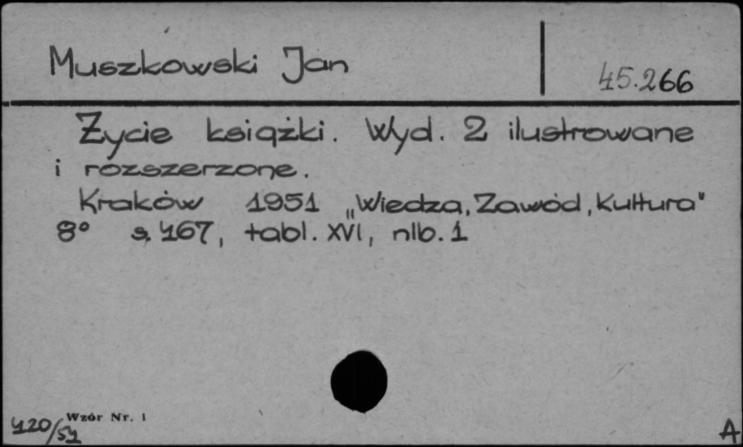 Muszkowski Jan
45.266
Życie książki. Wyd. 2 ilustrowane
i rozszerzone.
Kraków 1951 „Wiedza, Zawód, Kultura"
8° s. 467, tabl. XVI, nlb. 1
Wzór Nr. 1
420/51
A